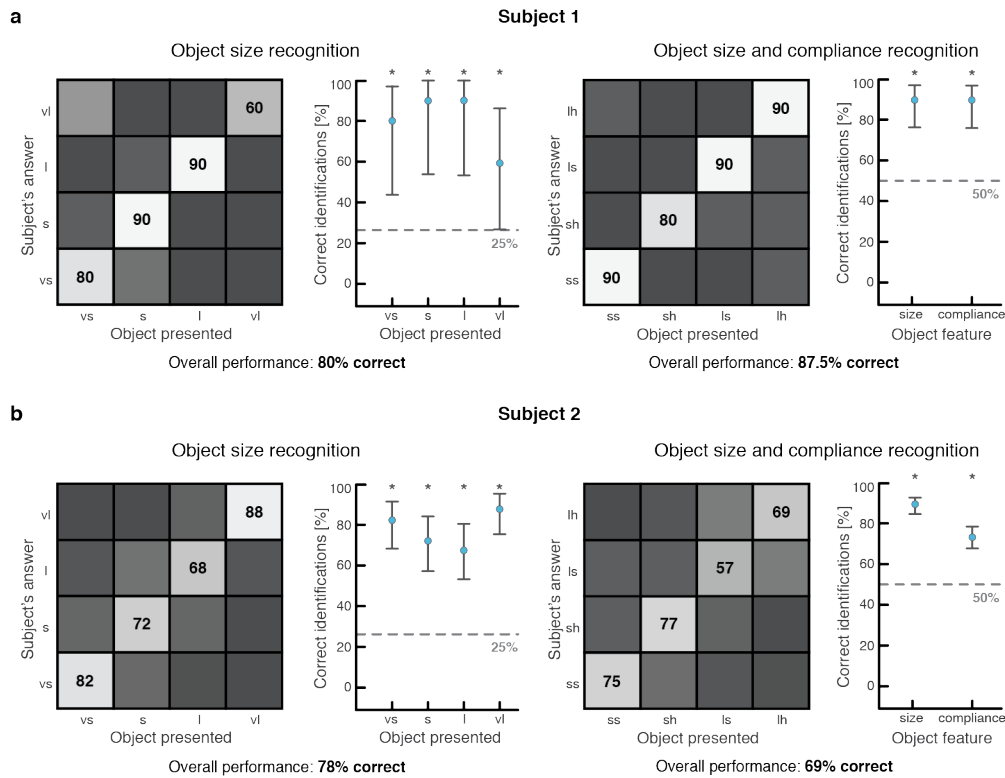 a
Subject 1
Object size recognition
Subject's answer
vl
l
s
vs
60
90
90
80
vs
s
l
vl
Object presented
Correct identifications [%]
100
80
60
40
20
0
* * * *
25%
vs
s
l
vl
Overall performance: 80% correct
Object size and compliance recognition
Subject's answer
lh
ls
sh
ss
90
90
80
90
ss
sh
ls
lh
Object presented
Correct identifications [%]
100
80
60
40
20
0
* *
50%
size
compliance
Object feature
Overall performance: 87.5% correct
b
Subject 2
Object size recognition
Subject's answer
vl
l
s
vs
88
68
72
82
vs
s
l
vl
Object presented
Correct identifications [%]
100
80
60
40
20
0
* * * *
25%
vs
s
l
vl
Overall performance: 78% correct
Object size and compliance recognition
Subject's answer
lh
ls
sh
ss
69
57
77
75
ss
sh
ls
lh
Object presented
Correct identifications [%]
100
80
60
40
20
0
* *
50%
size
compliance
Object feature
Overall performance: 69% correct